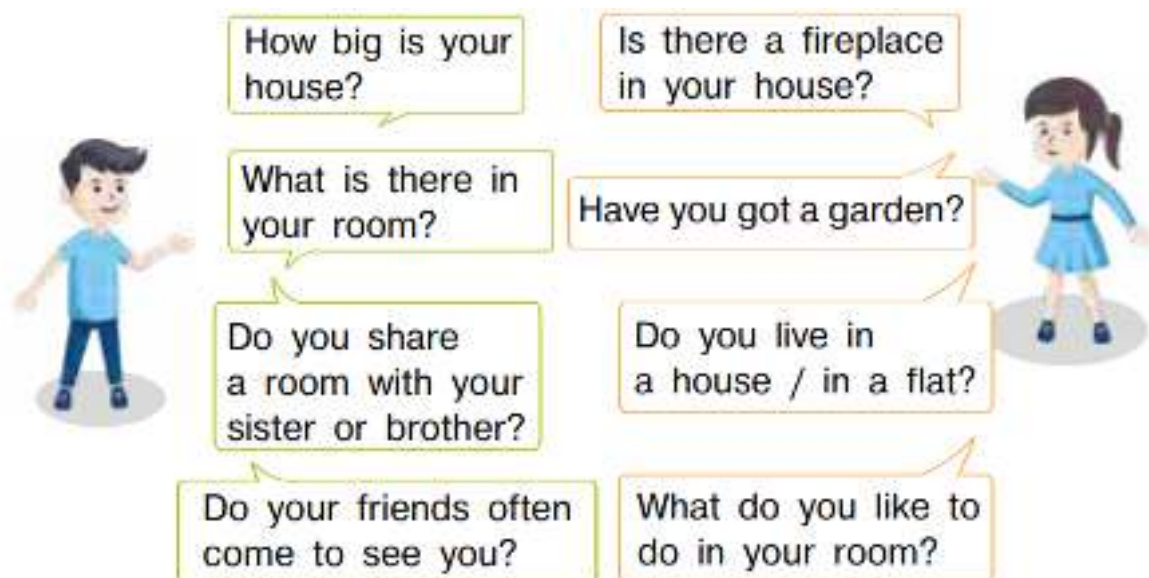 How big is your
house?
Is there a fireplace
in your house?
What is there in
your room?
Have you got a garden?
Do you share
a room with your
sister or brother?
Do you live in
a house / in a flat?
Do your friends often
come to see you?
What do you like to
do in your room?